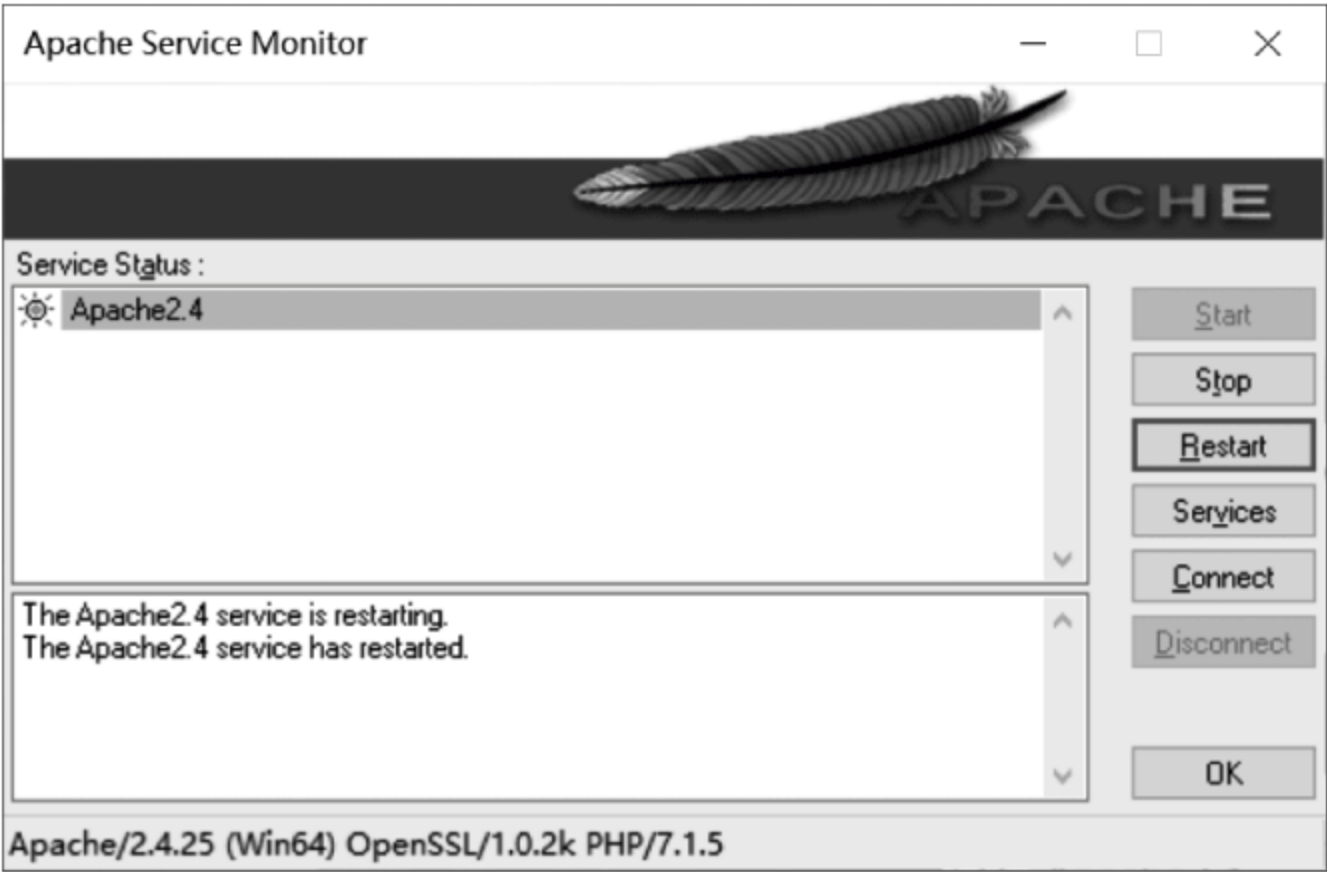 Apache Service Monitor
APACHE
Service Status :
Apache2.4
Start
Stop
Restart
Services
Connect
Disconnect
OK
The Apache2.4 service is restarting.
The Apache2.4 service has restarted.
Apache/2.4.25 (Win64) OpenSSL/1.0.2k PHP/7.1.5